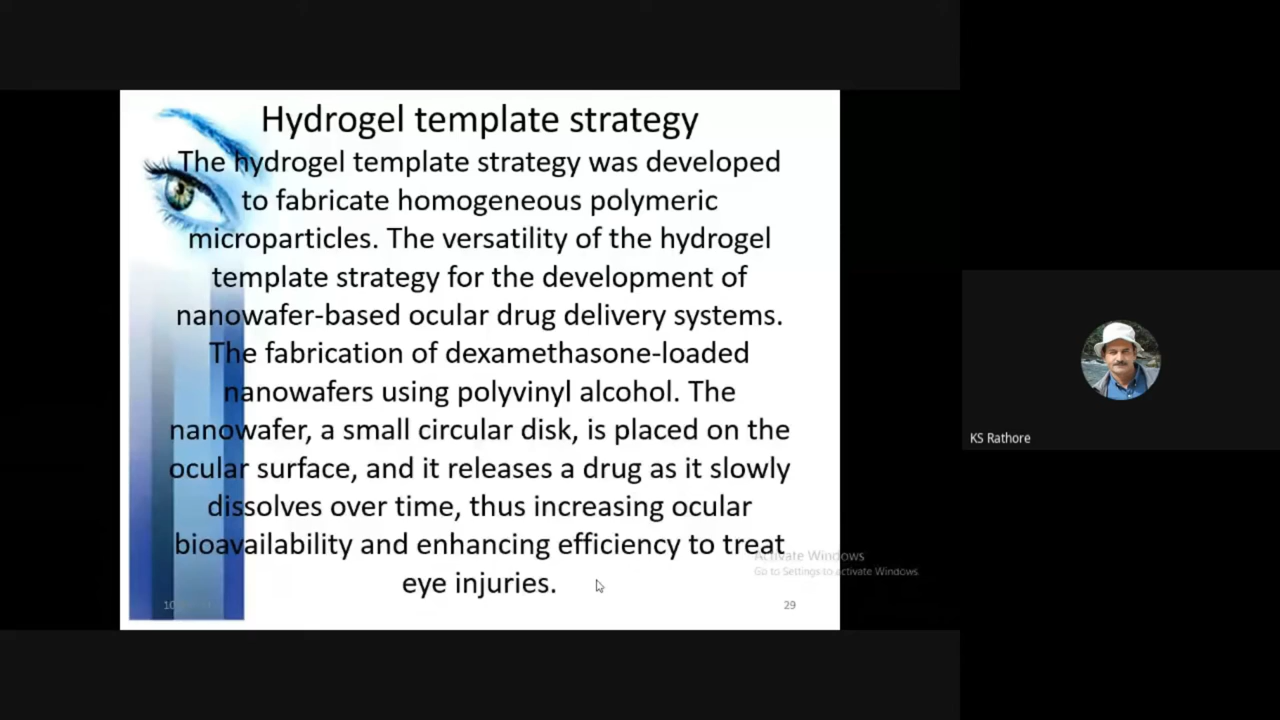 Hydrogel template strategy
The hydrogel template strategy was developed
to fabricate homogeneous polymeric
microparticles. The versatility of the hydrogel
template strategy for the development of
nanowafer-based ocular drug delivery systems.
The fabrication of dexamethasone-loaded
nanowafers using polyvinyl alcohol. The
nanowafer, a small circular disk, is placed on the
ocular surface, and it releases a drug as it slowly
dissolves over time, thus increasing ocular
bioavailability and enhancing efficiency to treat
eye injuries.
Activate Windows
Go to Settings to activate Windows.
29
KS Rathore